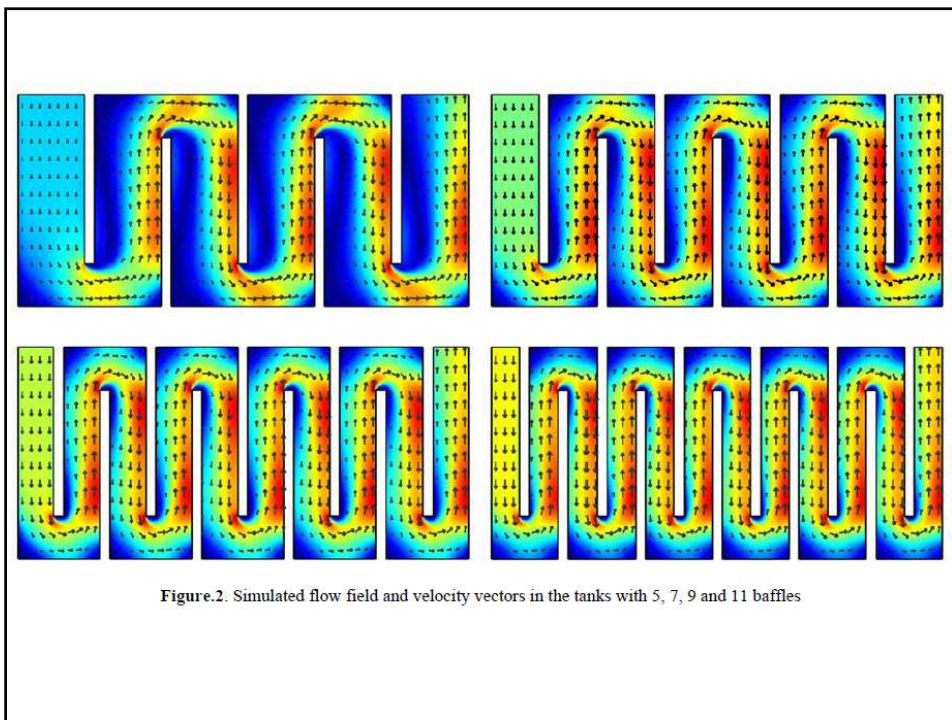 Figure.2. Simulated flow field and velocity vectors in the tanks with 5, 7, 9 and 11 baffles